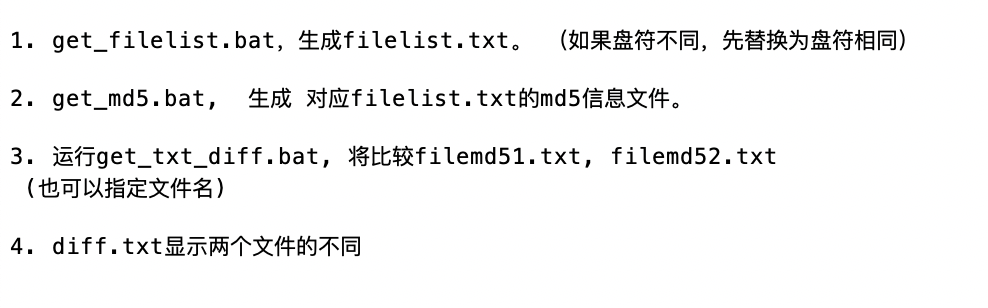 1. get_filelist.bat，生成filelist.txt。 （如果盘符不同，先替换为盘符相同）
2. get_md5.bat,  生成 对应filelist.txt的md5信息文件。
3. 运行get_txt_diff.bat, 将比较filemd51.txt, filemd52.txt
（也可以指定文件名）
4. diff.txt显示两个文件的不同